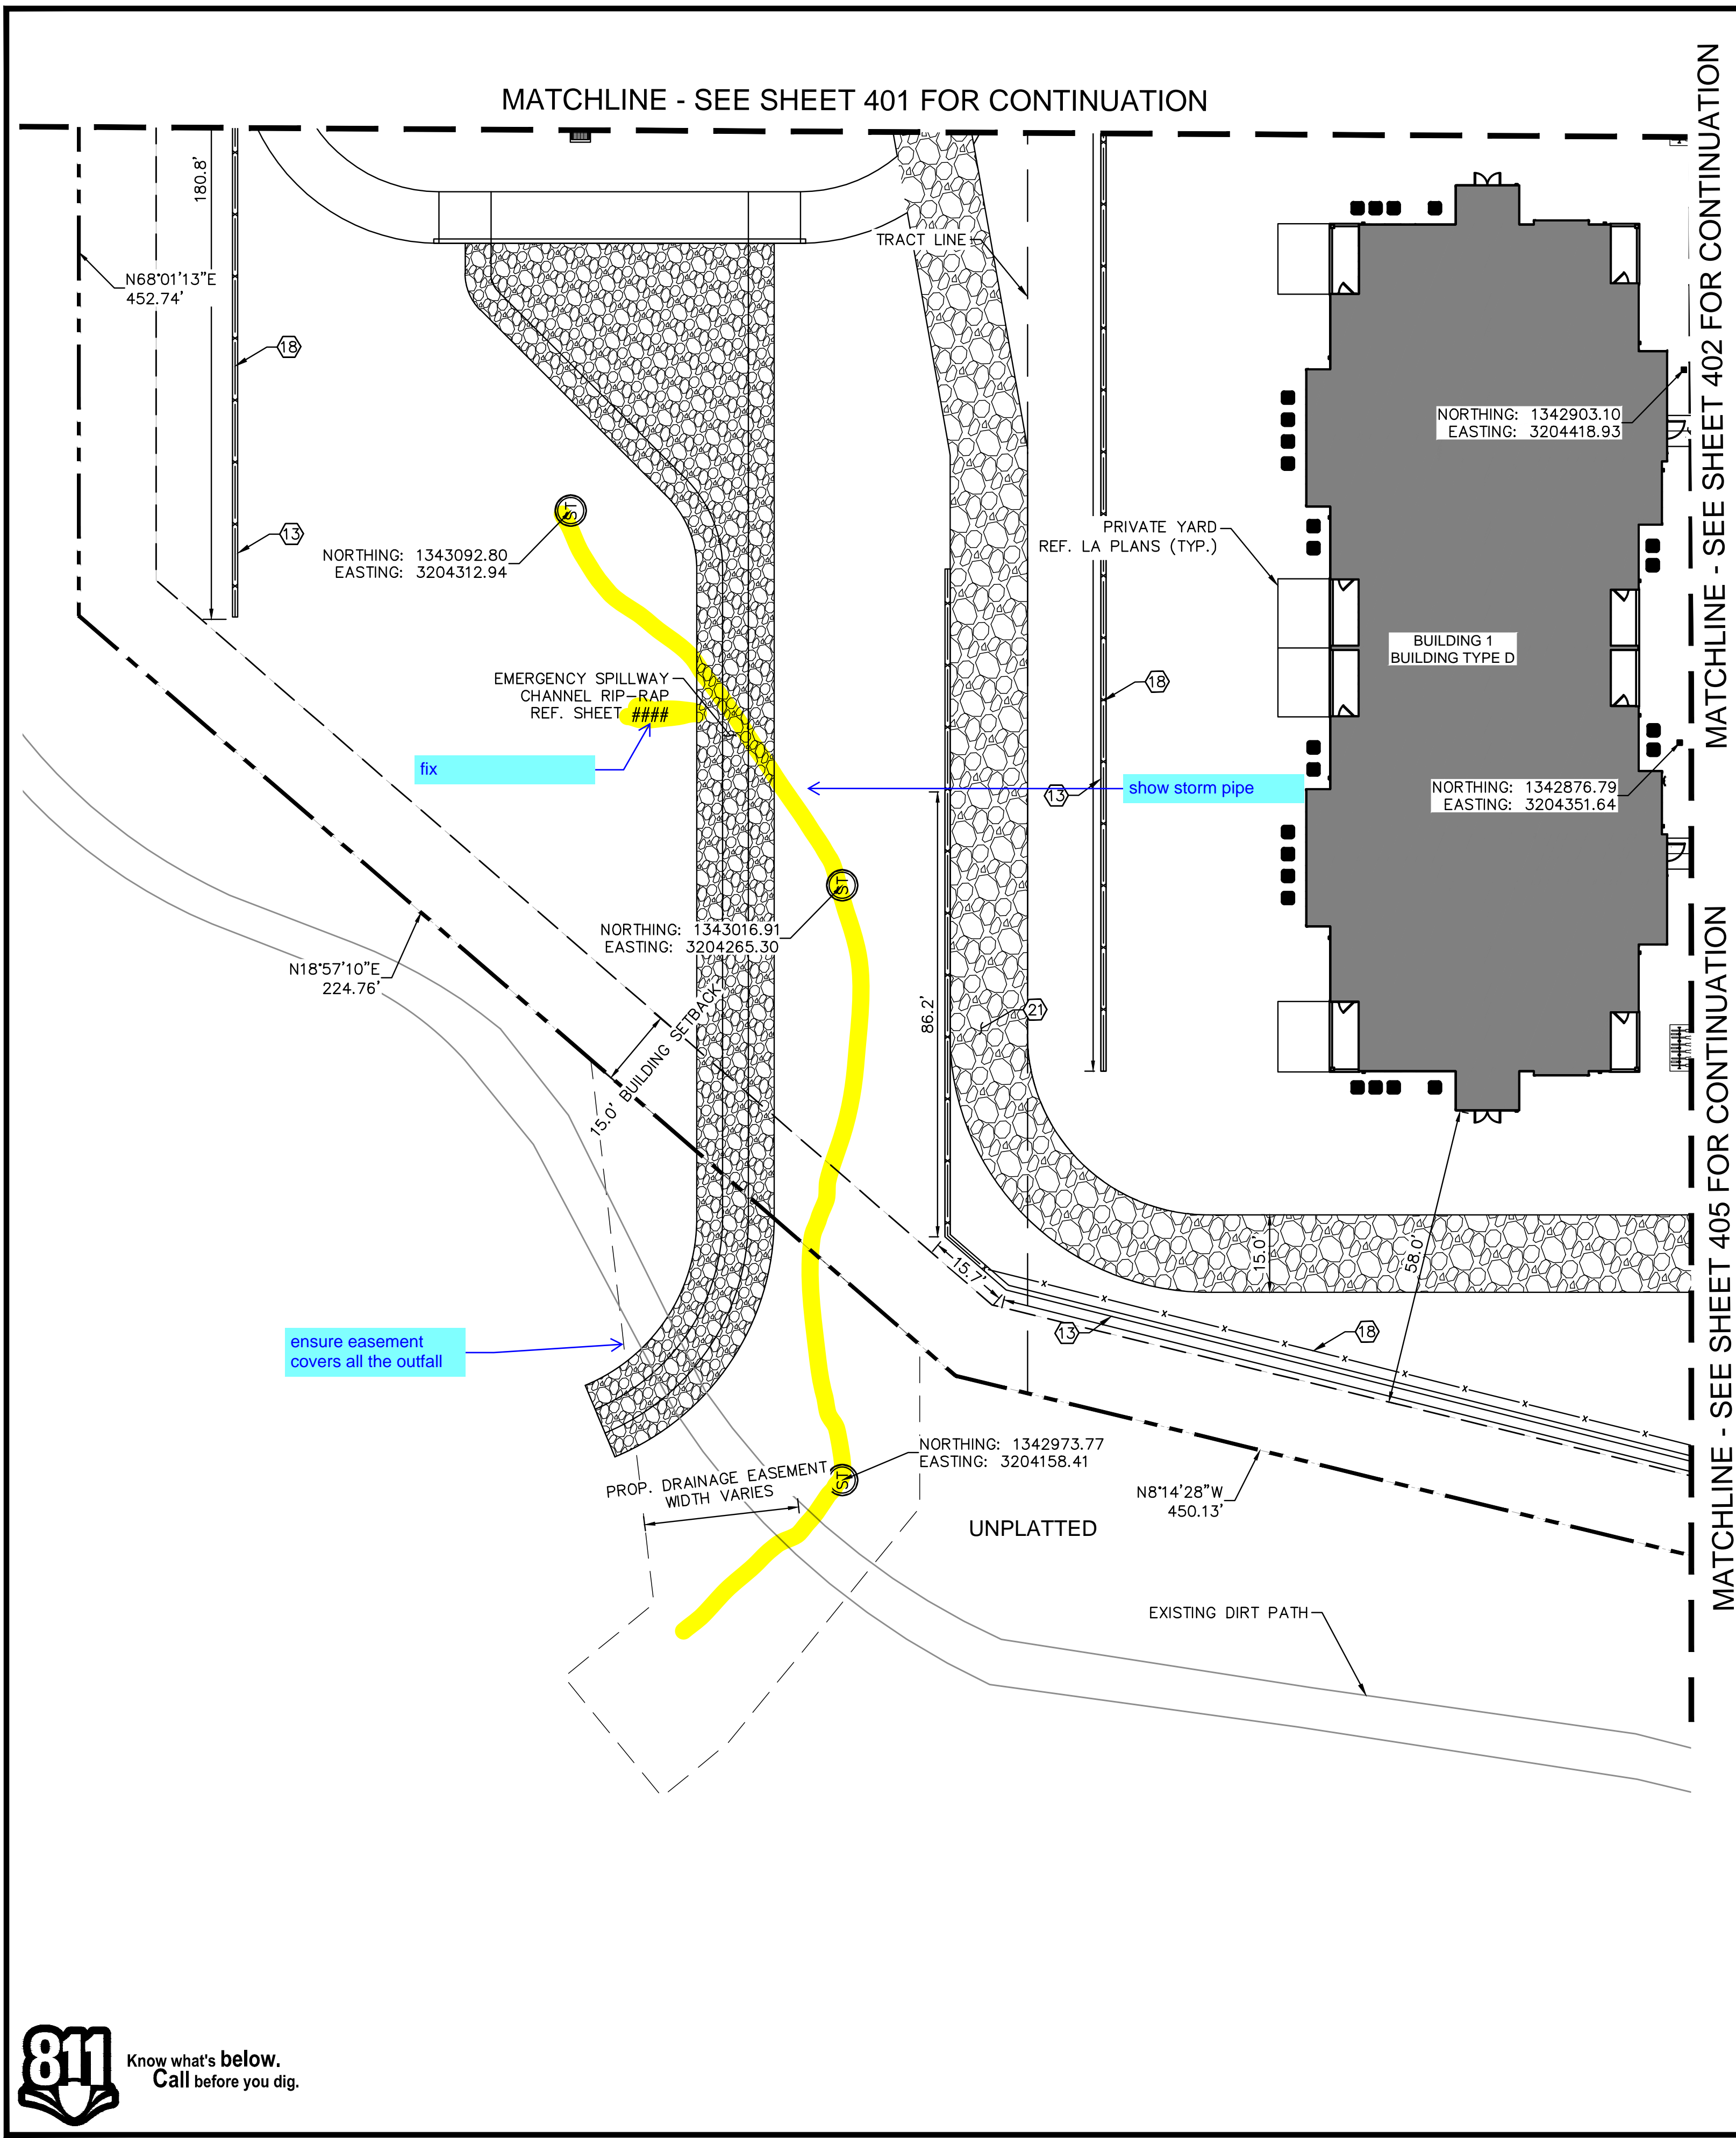 MATCHLINE - SEE SHEET 401 FOR CONTINUATION
MATCHLINE - SEE SHEET 402 FOR CONTINUATION
180.8'
TRACT LINE
N68°01'13"E
452.74'
18
NORTHING: 1342903.10
EASTING: 3204418.93
ST
13
NORTHING: 1343092.80
EASTING: 3204312.94
PRIVATE YARD
REF. LA PLANS (TYP.)
BUILDING 1
BUILDING TYPE D
EMERGENCY SPILLWAY
CHANNEL RIP-RAP
REF. SHEET ####
18
fix
show storm pipe
13
NORTHING: 1342876.79
EASTING: 3204351.64
ST
NORTHING: 1343016.91
EASTING: 3204265.30
N18°57'10"E
224.76'
86.2'
21
15.0' BUILDING SETBACK
MATCHLINE - SEE SHEET 405 FOR CONTINUATION
15.7'
15.0'
58.0'
x x x x x x x x x x x
13
18
ensure easement
covers all the outfall
NORTHING: 1342973.77
EASTING: 3204158.41
ST
PROP. DRAINAGE EASEMENT
WIDTH VARIES
N8°14'28"W
450.13'
UNPLATTED
EXISTING DIRT PATH
811
Know what's below.
Call before you dig.